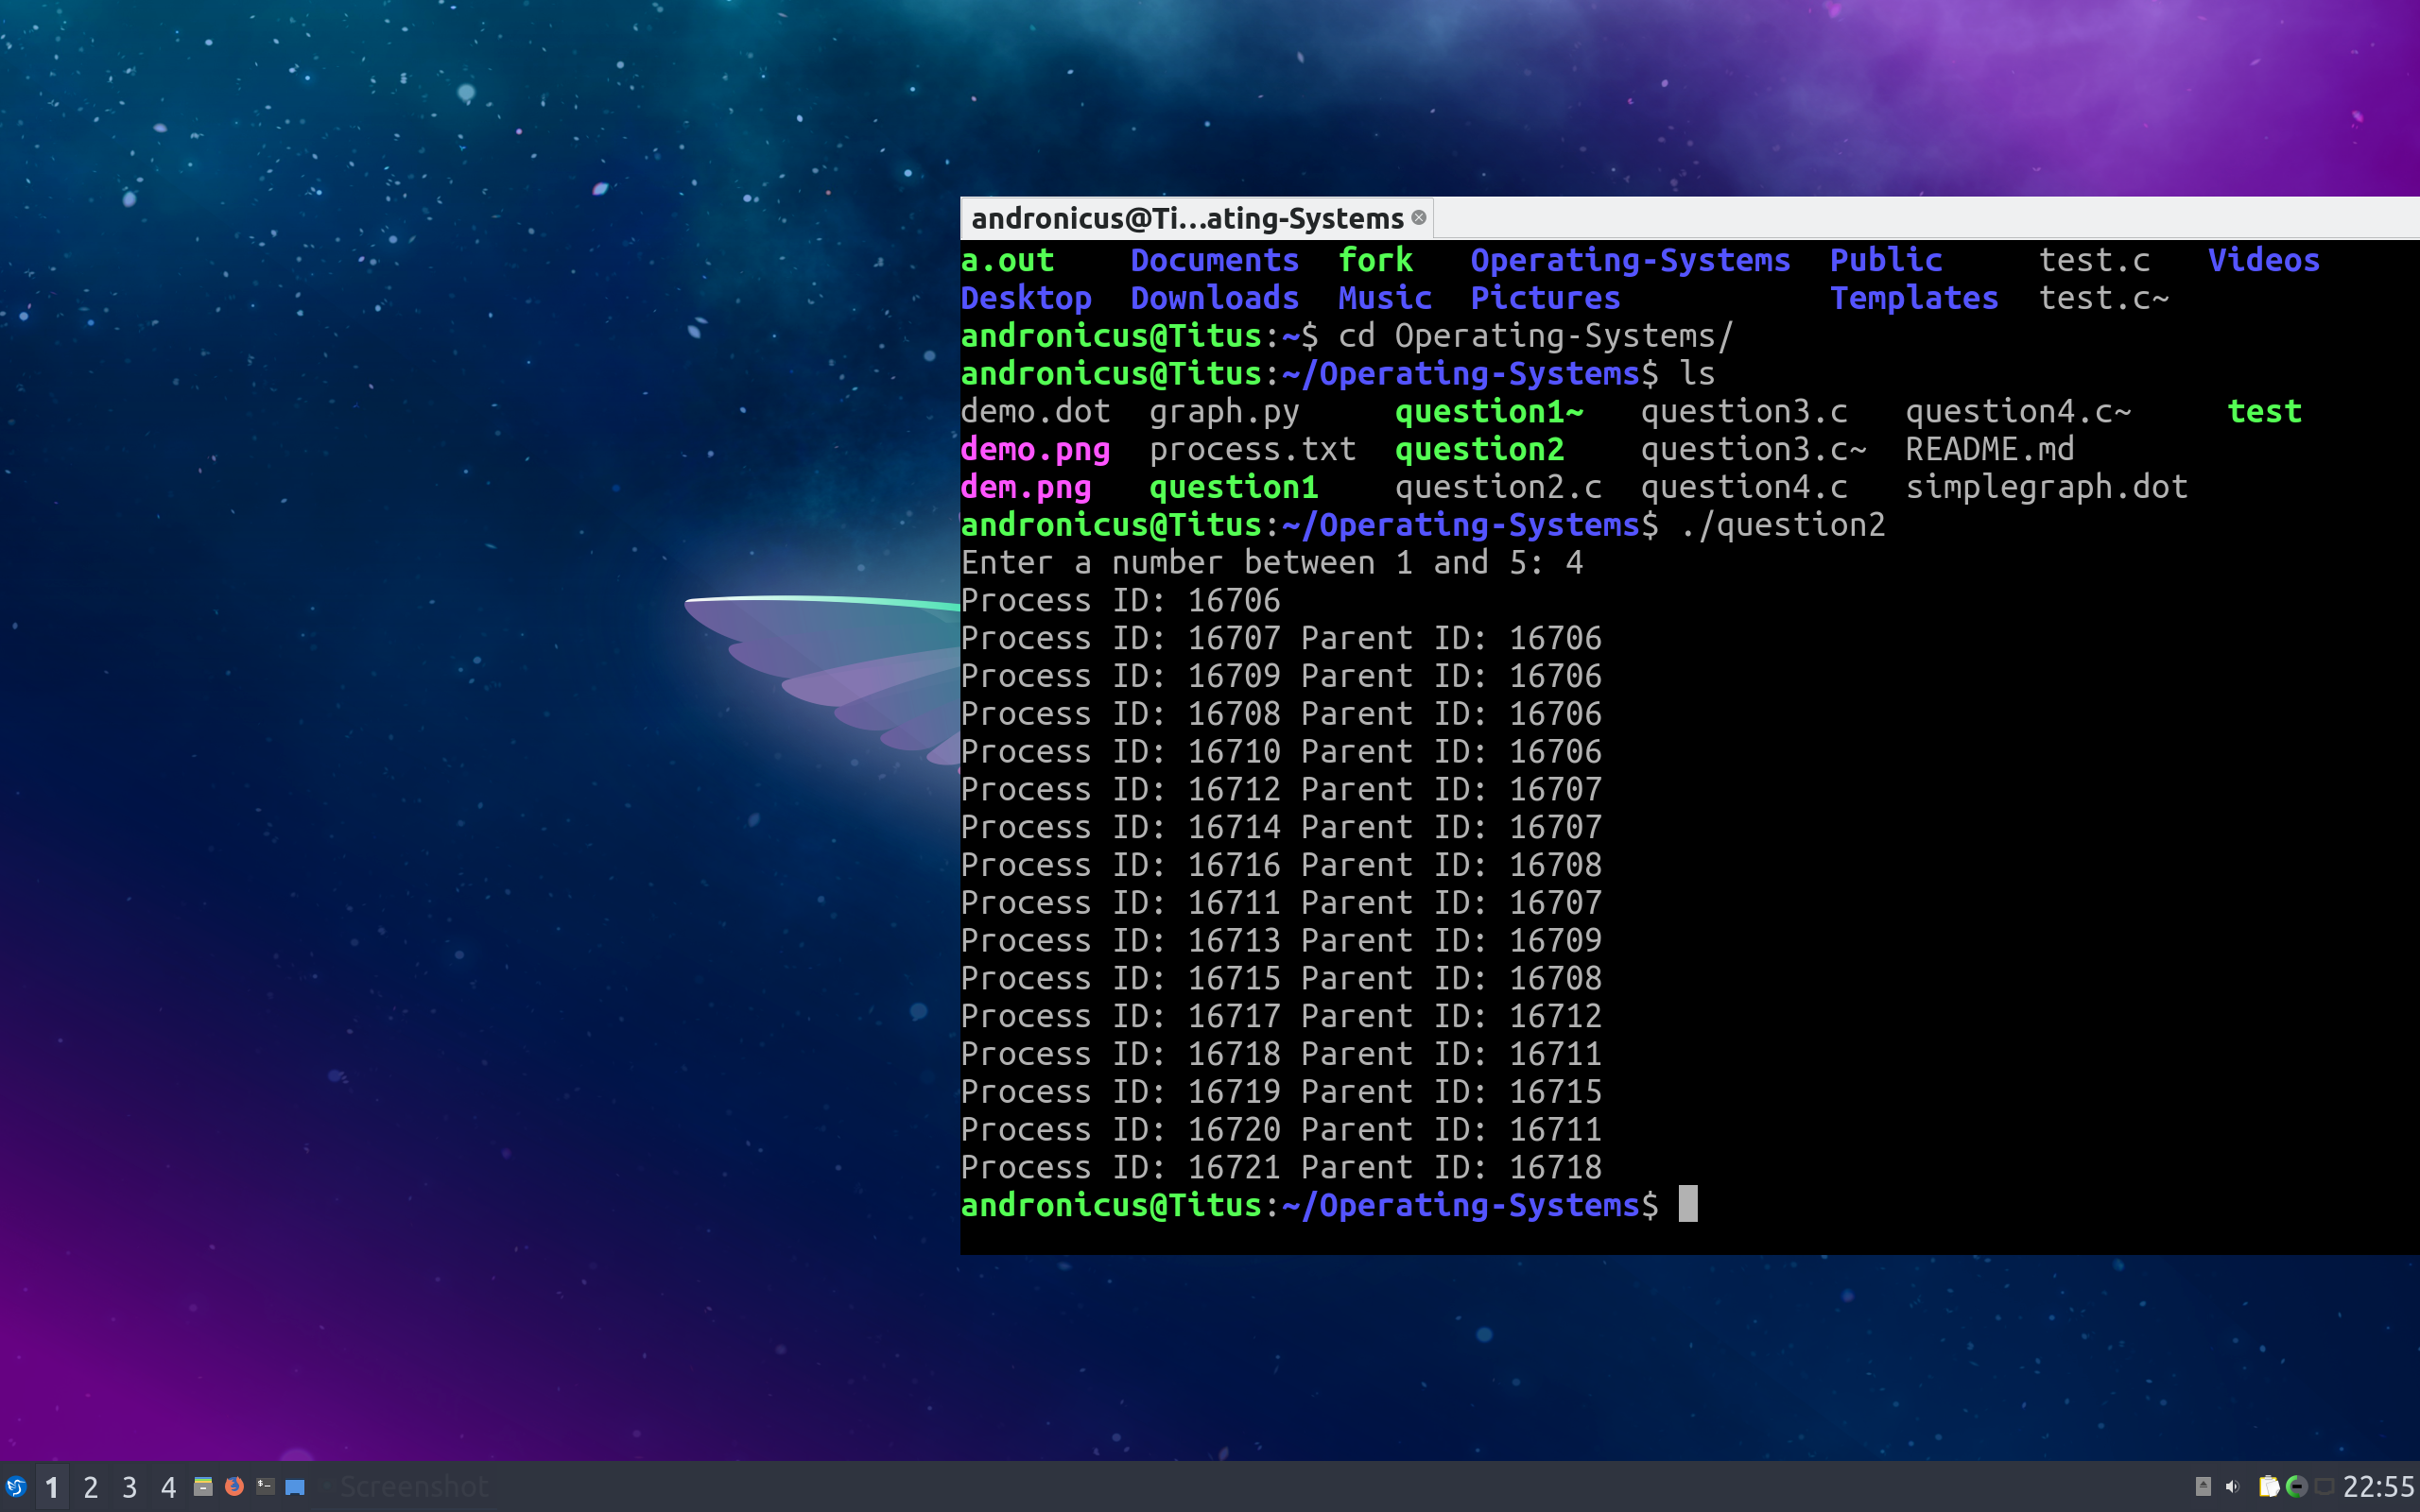 andronicus@Ti...ating-Systems
a.out Documents fork Operating-Systems Public test.c Videos
Desktop Downloads Music Pictures Templates test.c~
andronicus@Titus:~$ cd Operating-Systems/
andronicus@Titus:~/Operating-Systems$ ls
demo.dot graph.py question1~ question3.c question4.c~ test
demo.png process.txt question2 question3.c~ README.md
dem.png question1 question2.c question4.c simplegraph.dot
andronicus@Titus:~/Operating-Systems$ ./question2
Enter a number between 1 and 5: 4
Process ID: 16706
Process ID: 16707 Parent ID: 16706
Process ID: 16709 Parent ID: 16706
Process ID: 16708 Parent ID: 16706
Process ID: 16710 Parent ID: 16706
Process ID: 16712 Parent ID: 16707
Process ID: 16714 Parent ID: 16707
Process ID: 16716 Parent ID: 16708
Process ID: 16711 Parent ID: 16707
Process ID: 16713 Parent ID: 16709
Process ID: 16715 Parent ID: 16708
Process ID: 16717 Parent ID: 16712
Process ID: 16718 Parent ID: 16711
Process ID: 16719 Parent ID: 16715
Process ID: 16720 Parent ID: 16711
Process ID: 16721 Parent ID: 16718
andronicus@Titus:~/Operating-Systems$
1 2 3 4 Screenshot 22:55